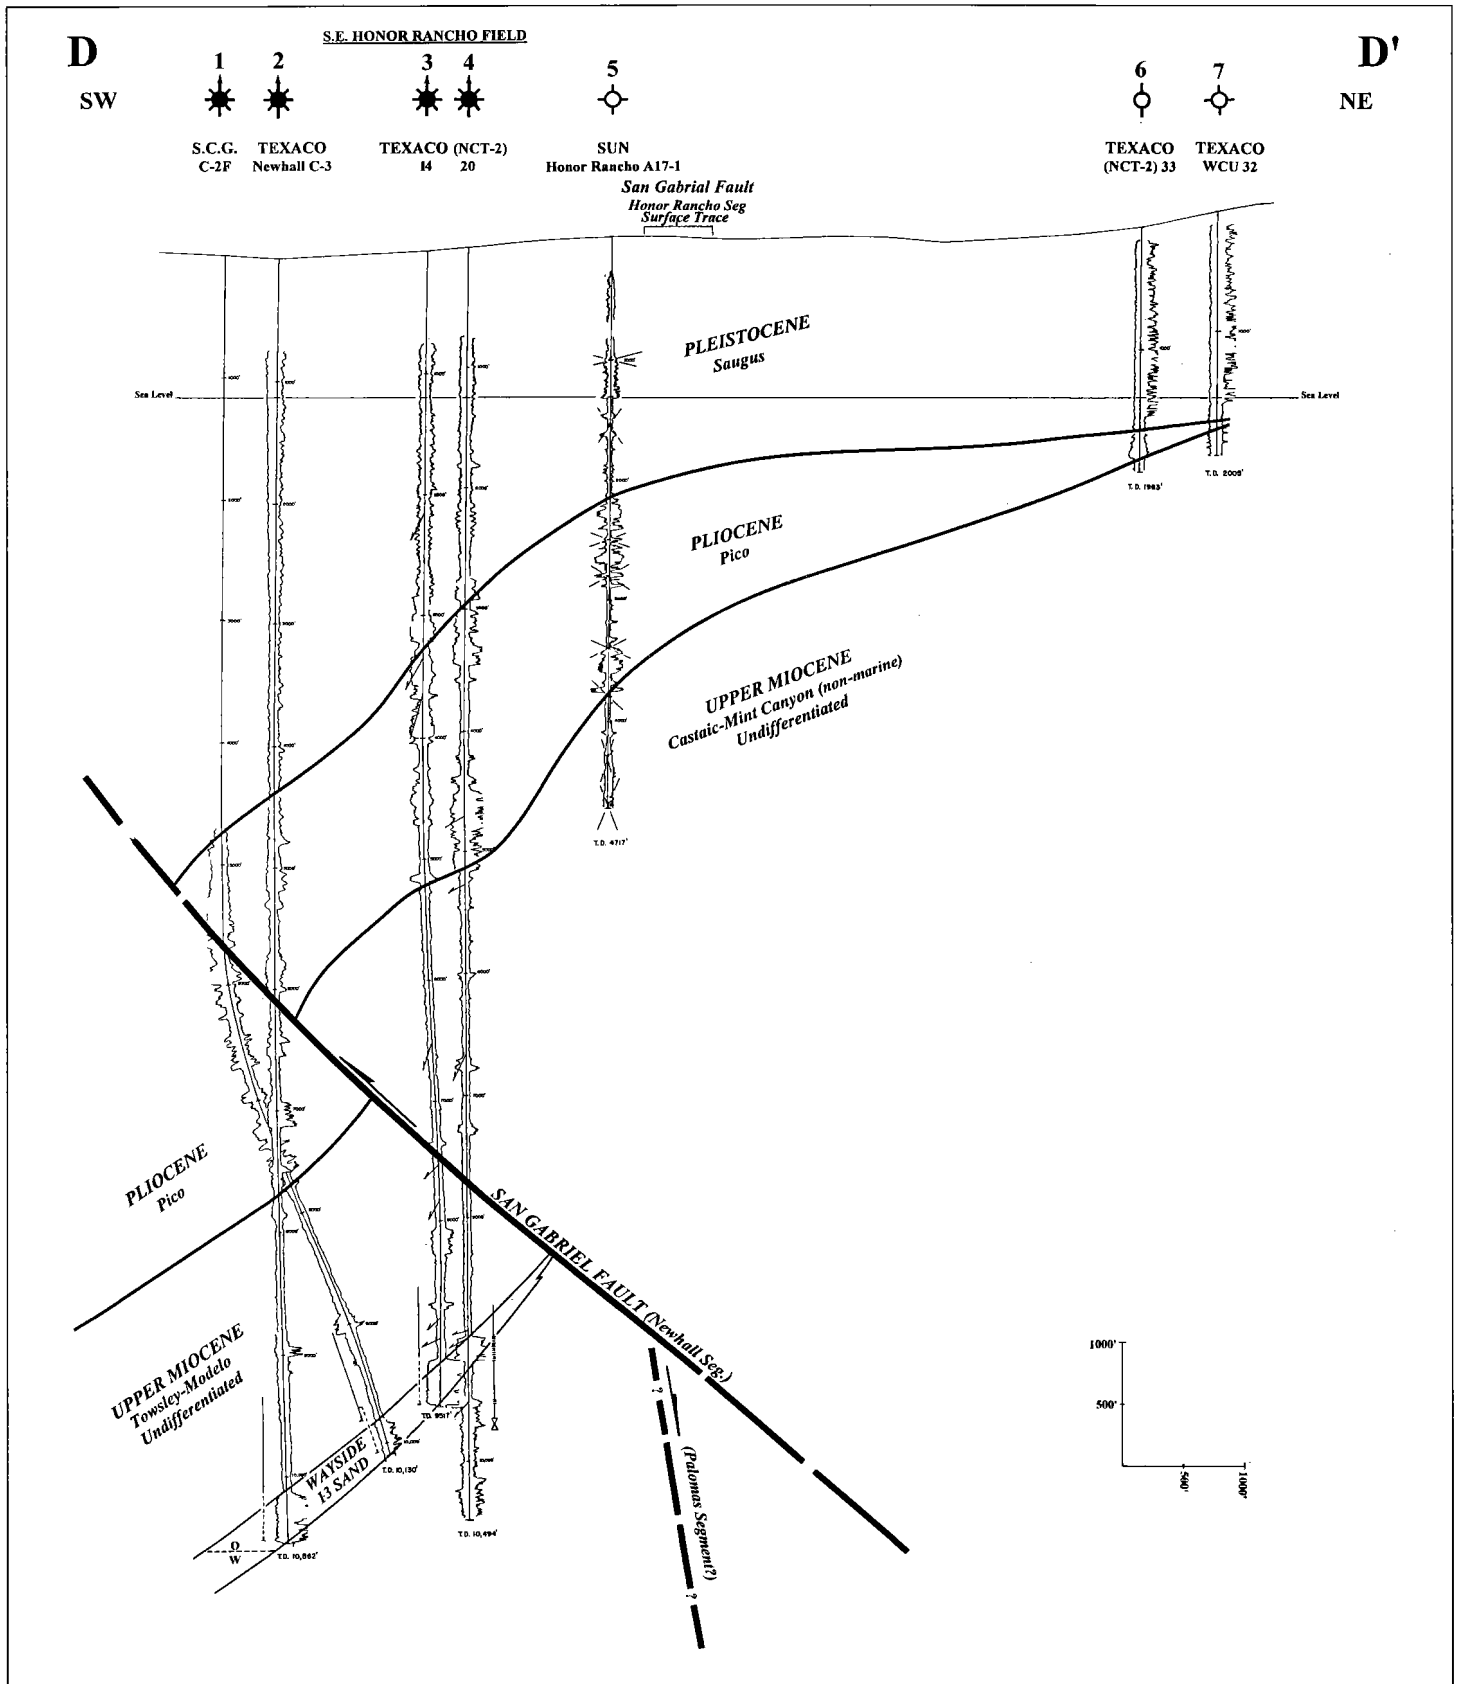 D
S.E. HONOR RANCHO FIELD
D'
1
2
3
4
5
6
7
SW
NE
S.C.G.
C-2F
TEXACO
Newhall C-3
TEXACO (NCT-2)
14
20
SUN
Honor Rancho A17-1
TEXACO
(NCT-2) 33
TEXACO
WCU 32
San Gabrial Fault
Honor Rancho Seg
Surface Trace
PLEISTOCENE
Saugus
Sea Level
Sea Level
T.D. 1963'
T.D. 2005'
PLIOCENE
Pico
UPPER MIOCENE
Castaic-Mint Canyon (non-marine)
Undifferentiated
T.D. 4717'
PLIOCENE
Pico
SAN GABRIEL FAULT (Newhall Seg.)
UPPER MIOCENE
Towsley-Modelo
Undifferentiated
WAYSIDE
13 SAND
T.D. 9517'
T.D. 10,130'
T.D. 10,494'
O
W
?
(Palomas Segment?)
?
1000'
500'
500'
1000'